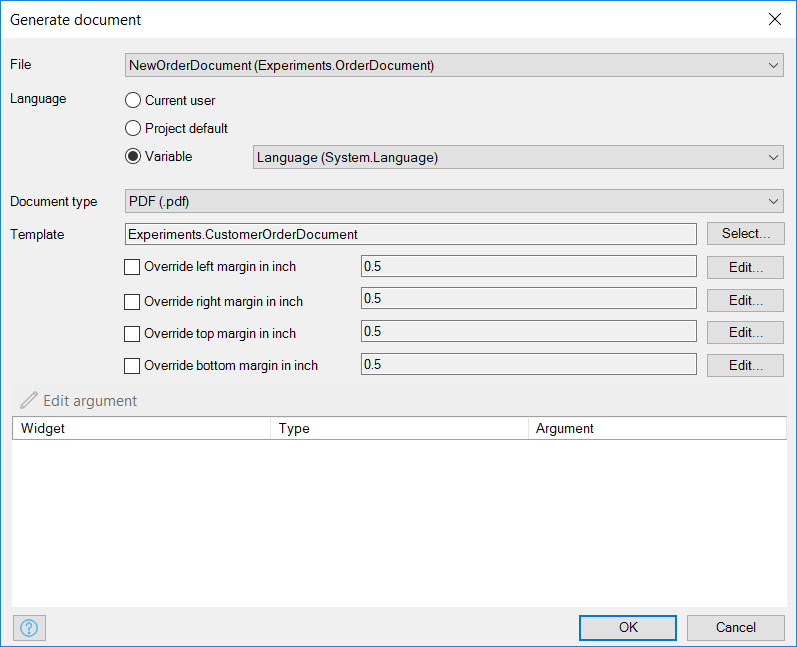 Generate document
File NewOrderDocument (Experiments.OrderDocument)
Language Current user
Project default
Variable Language (System.Language)
Document type PDF (.pdf)
Template Experiments.CustomerOrderDocument Select...
Override left margin in inch 0.5 Edit...
Override right margin in inch 0.5 Edit...
Override top margin in inch 0.5 Edit...
Override bottom margin in inch 0.5 Edit...
Edit argument
Widget Type Argument
? OK Cancel